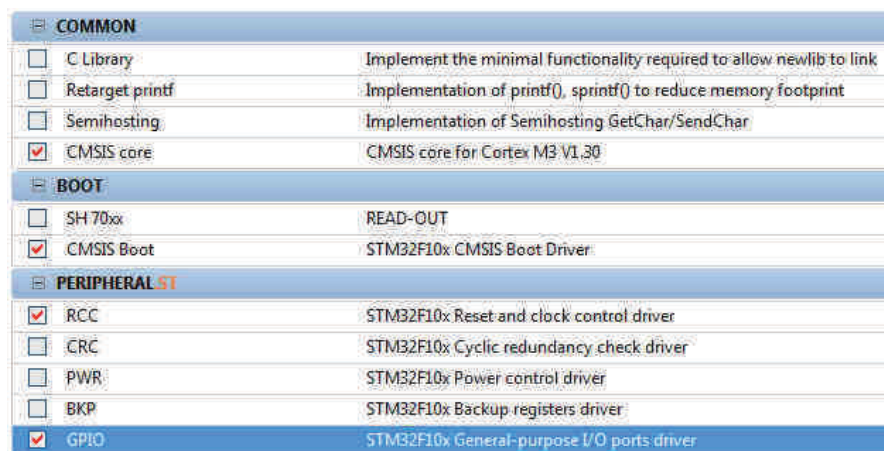 COMMON
C Library Implement the minimal functionality required to allow newlib to link
Retarget printf Implementation of printf(), sprintf() to reduce memory footprint
Semihosting Implementation of Semihosting GetChar/SendChar
CMSIS core CMSIS core for Cortex M3 V1.30
BOOT
SH 70xx READ-OUT
CMSIS Boot STM32F10x CMSIS Boot Driver
PERIPHERAL.ST
RCC STM32F10x Reset and clock control driver
CRC STM32F10x Cyclic redundancy check driver
PWR STM32F10x Power control driver
BKP STM32F10x Backup registers driver
GPIO STM32F10x General-purpose I/O ports driver